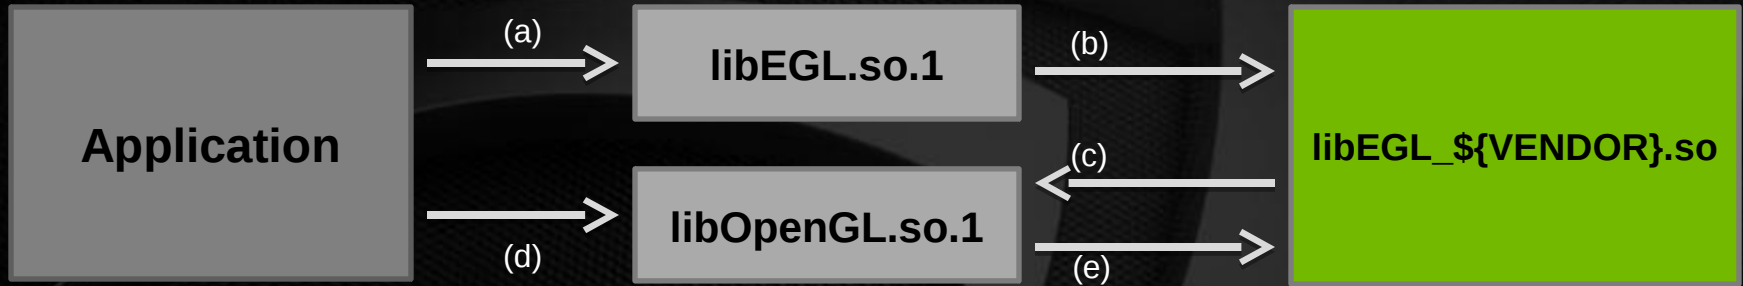 (a)
(b)
libEGL.so.1
Application
libEGL_${VENDOR}.so
(c)
libOpenGL.so.1
(d)
(e)